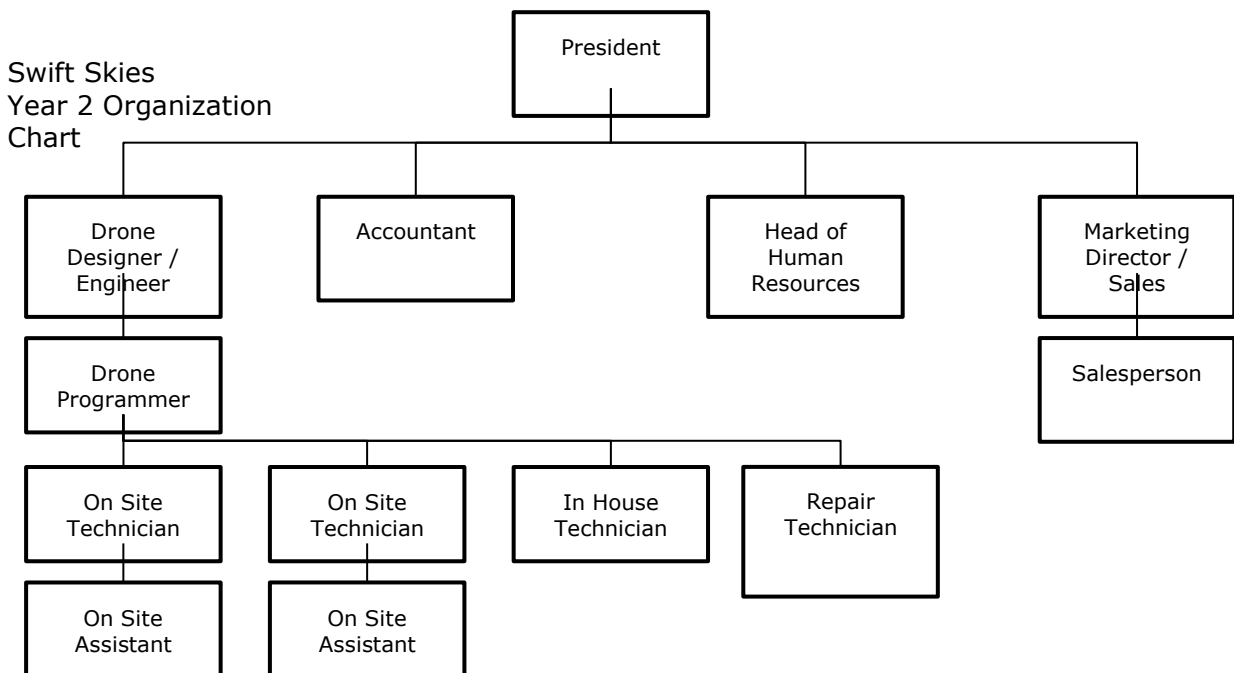 President
Swift Skies
Year 2 Organization
Chart
Drone
Designer /
Engineer
Accountant
Head of
Human
Resources
Marketing
Director /
Sales
Drone
Programmer
Salesperson
On Site
Technician
On Site
Technician
In House
Technician
Repair
Technician
On Site
Assistant
On Site
Assistant